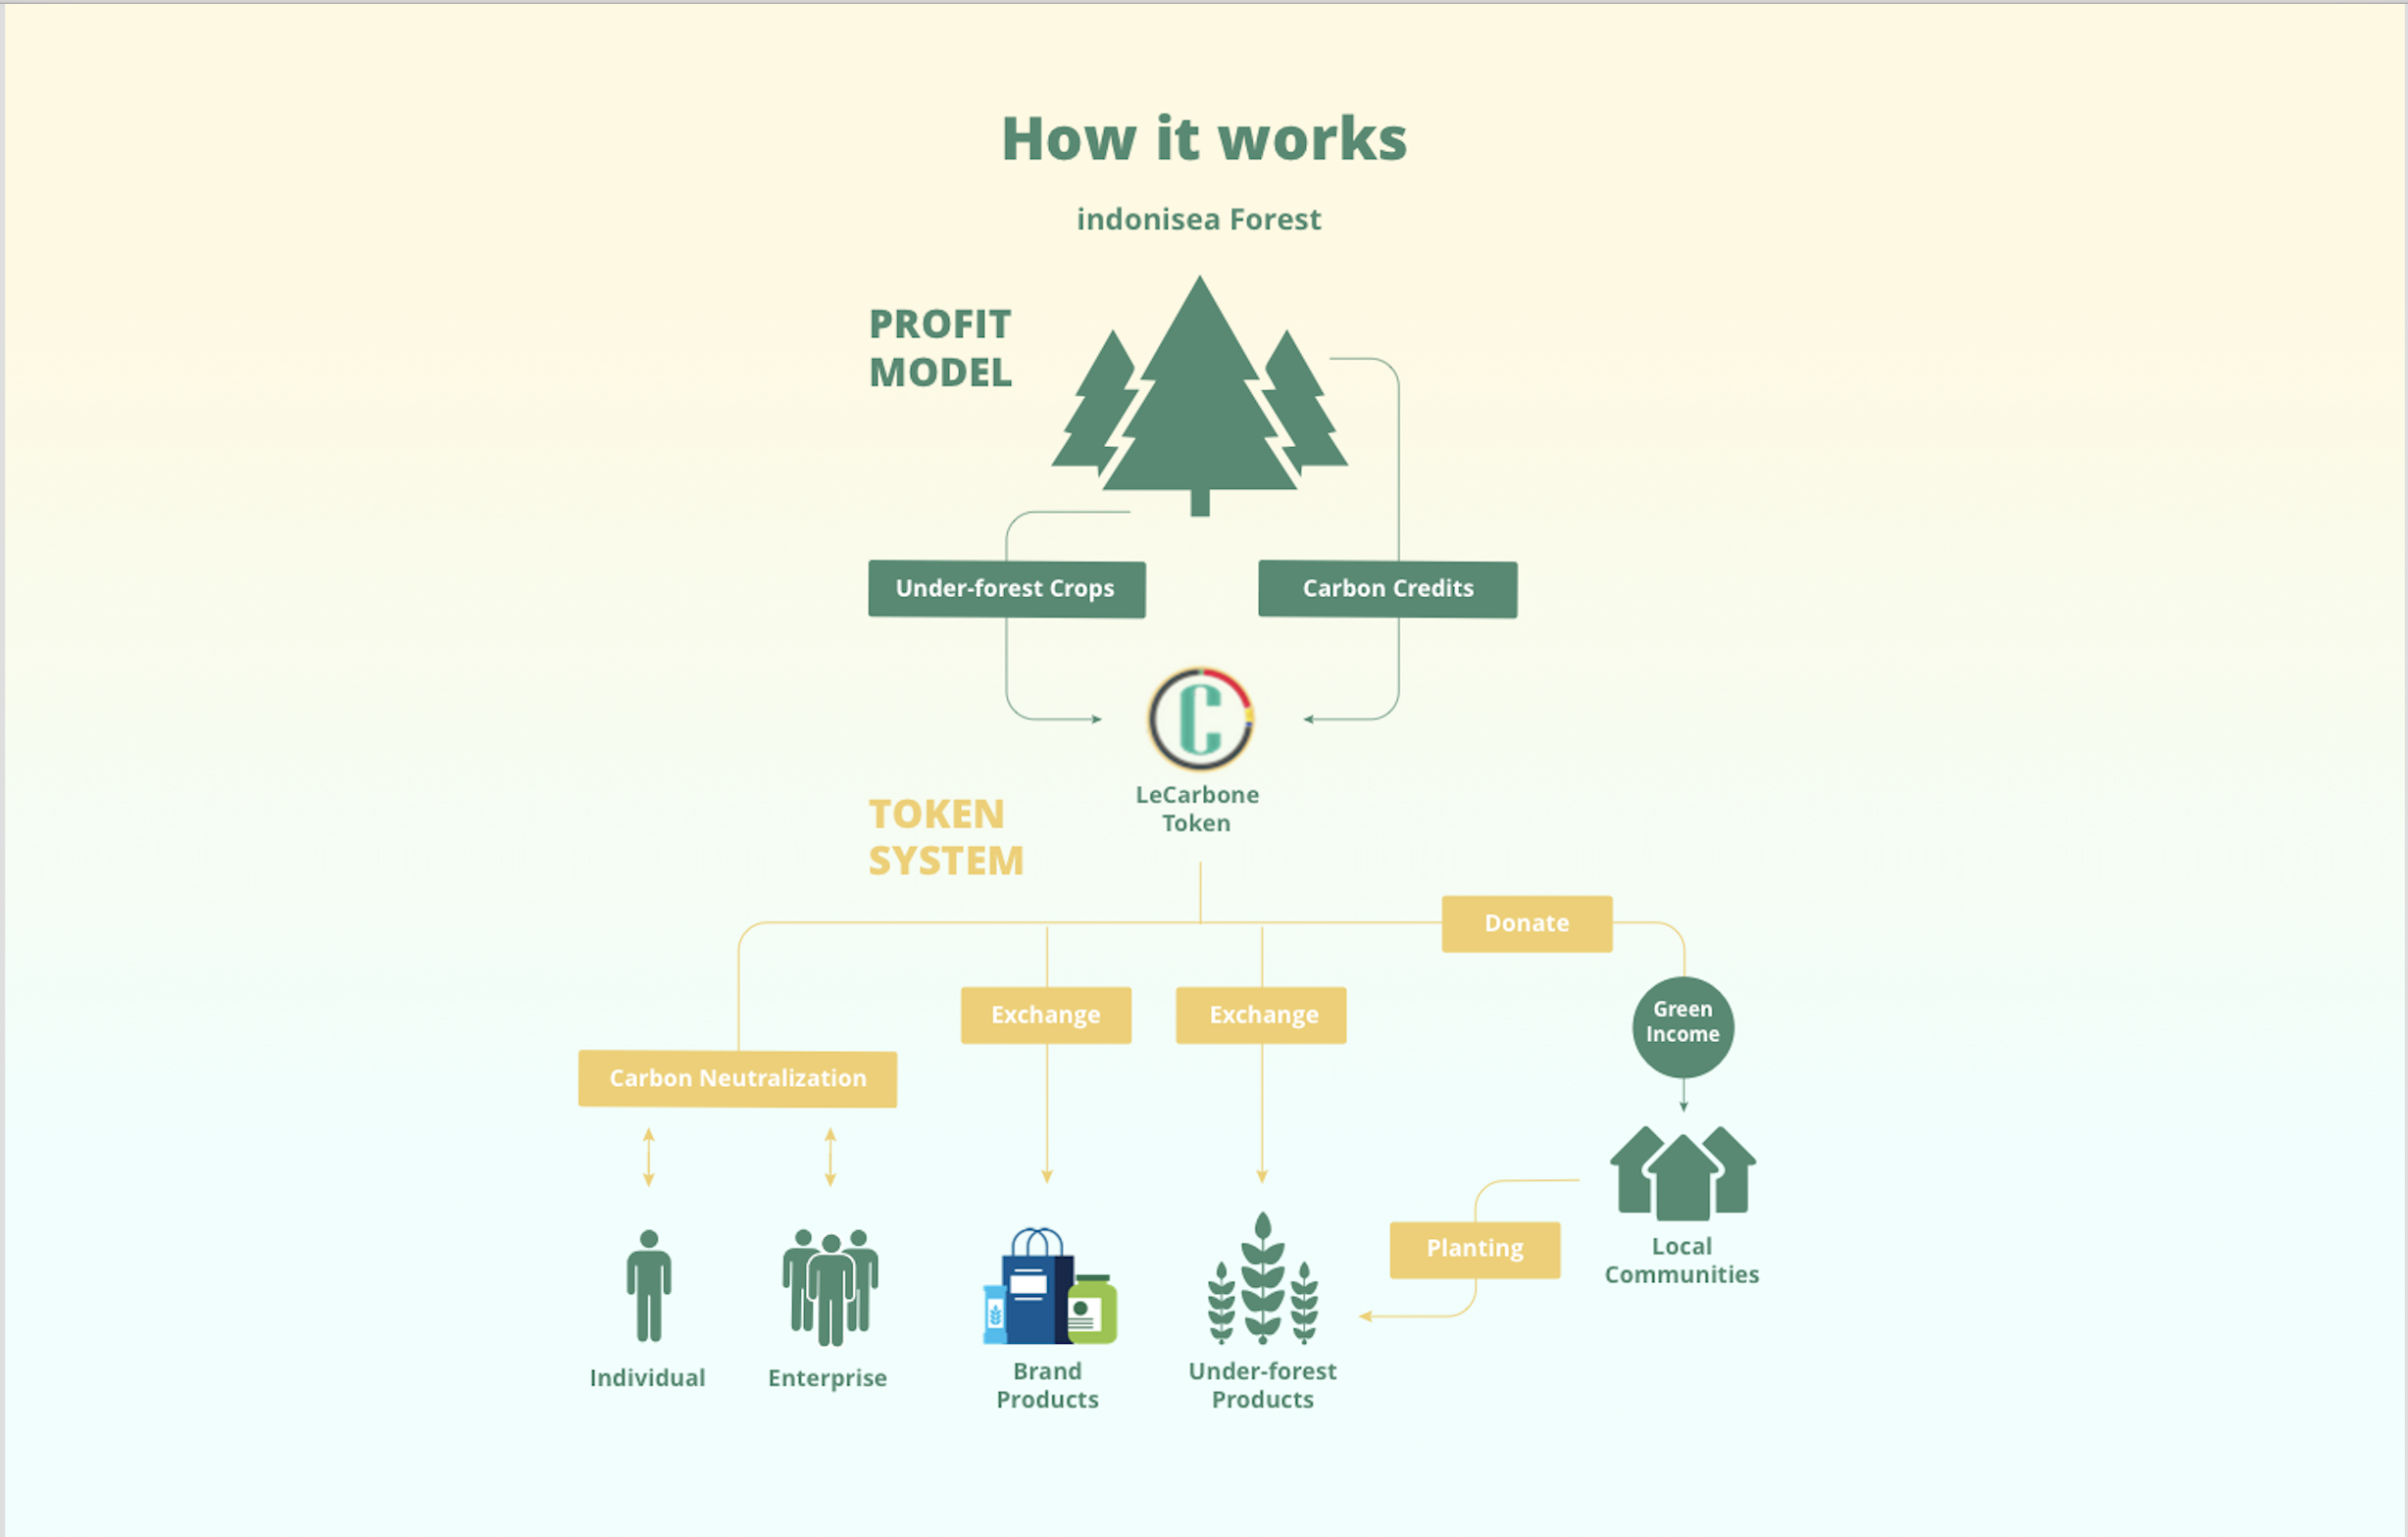 How it works
indonisea Forest
PROFIT
MODEL
Under-forest Crops
Carbon Credits
C
LeCarbone
Token
TOKEN
SYSTEM
Donate
Exchange
Exchange
Green
Income
Carbon Neutralization
Planting
Local
Communities
Individual
Enterprise
Brand
Products
Under-forest
Products